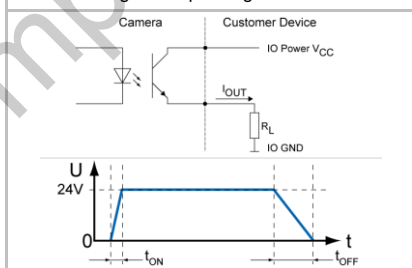 Camera
Customer Device
IO Power VCC
IOUT
RL
IO GND
U
24V
0
t
tON
tOFF